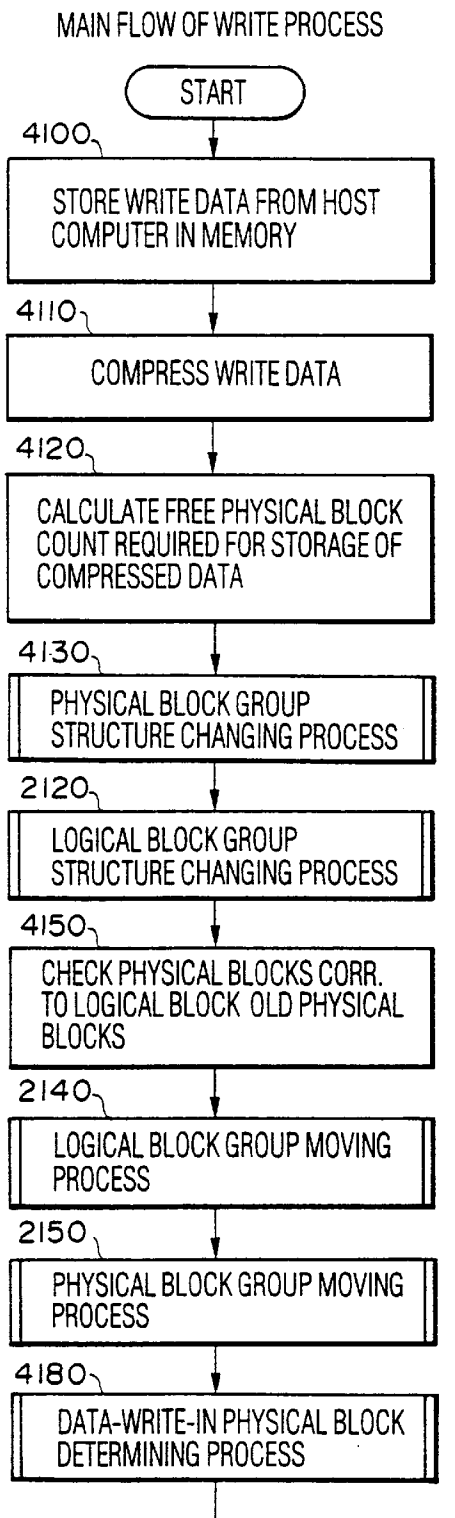 MAIN FLOW OF WRITE PROCESS
START
4100
STORE WRITE DATA FROM HOST
COMPUTER IN MEMORY
4110
COMPRESS WRITE DATA
4120
CALCULATE FREE PHYSICAL BLOCK
COUNT REQUIRED FOR STORAGE OF
COMPRESSED DATA
4130
PHYSICAL BLOCK GROUP
STRUCTURE CHANGING PROCESS
2120
LOGICAL BLOCK GROUP
STRUCTURE CHANGING PROCESS
4150
CHECK PHYSICAL BLOCKS CORR.
TO LOGICAL BLOCK OLD PHYSICAL
BLOCKS
2140
LOGICAL BLOCK GROUP MOVING
PROCESS
2150
PHYSICAL BLOCK GROUP MOVING
PROCESS
4180
DATA-WRITE-IN PHYSICAL BLOCK
DETERMINING PROCESS